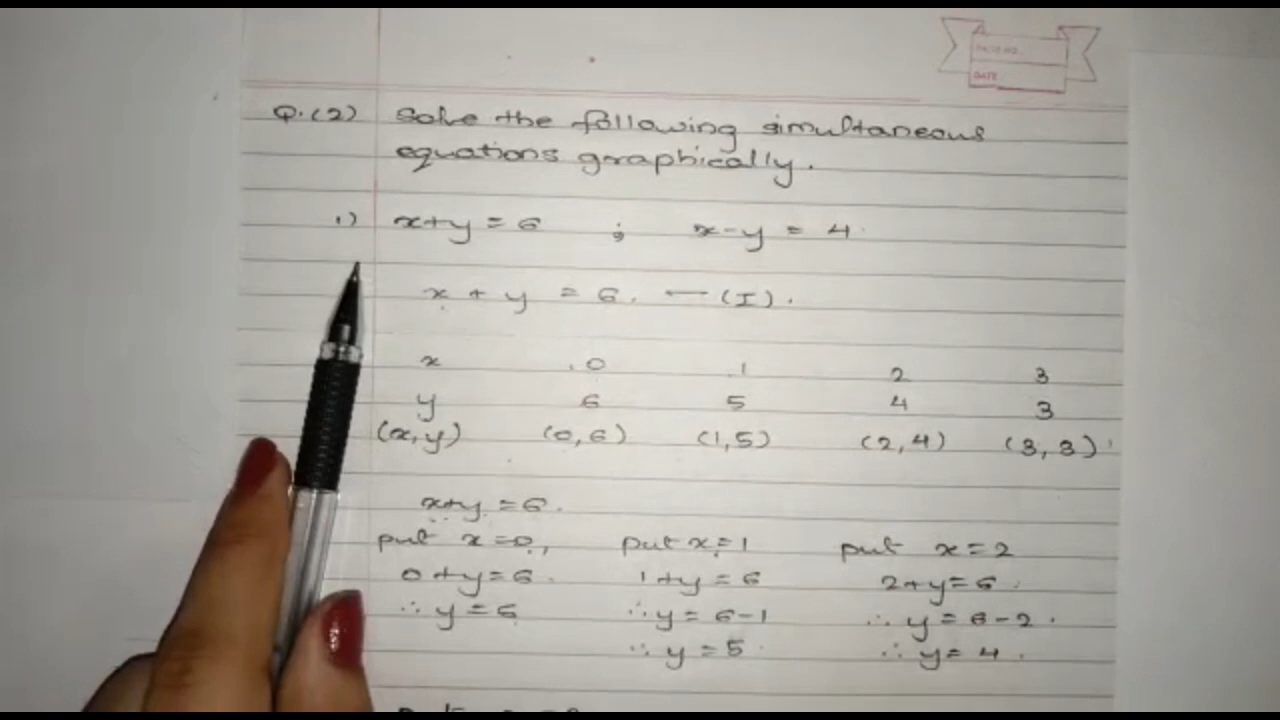 DATE
Q.(2) Solve the following simultaneous
equations graphically.
1) x+y = 6 ; x-y = 4.
x + y = 6. — (I).
x 0 1 2 3
y 6 5 4 3
(x,y) (0,6) (1,5) (2,4) (3,3)
x+y = 6.
put x=0, put x=1 put x=2
0+y=6. 1+y=6 2+y=6.
∴ y=6 ∴ y= 6-1 ∴ y= 6-2.
∴ y=5. ∴ y= 4.